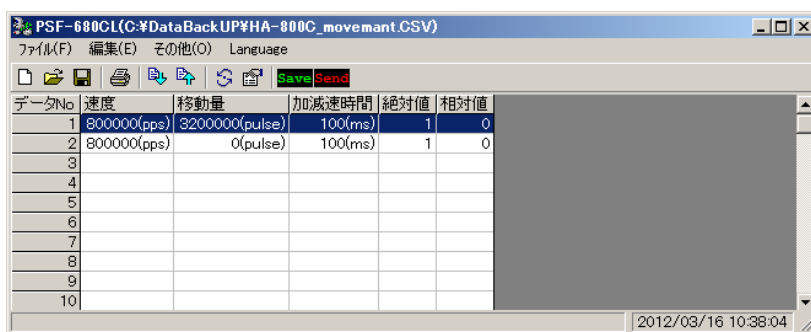 PSF-680CL(C:¥DataBackUP¥HA-800C_movemant.CSV)
ファイル(F) 編集(E) その他(O) Language
Save Send
データNo 速度 移動量 加減速時間 絶対値 相対値
1 800000(pps) 3200000(pulse) 100(ms) 1 0
2 800000(pps) 0(pulse) 100(ms) 1 0
3
4
5
6
7
8
9
10
2012/03/16 10:38:04